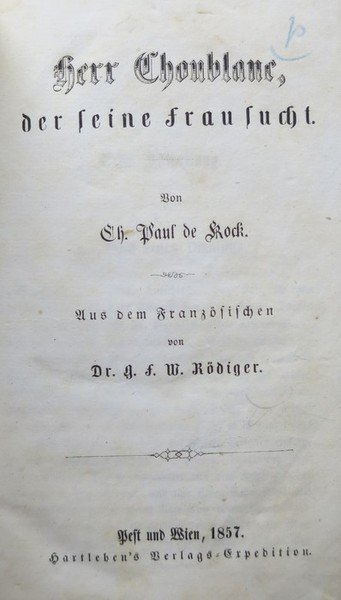 Herr Choublanc,
der seine Frau sucht.
Von
Ch. Paul de Kock.
Aus dem Französischen
von
Dr. G. F. W. Rödiger.
Pest und Wien, 1857.
Hartleben's Verlags-Expedition.